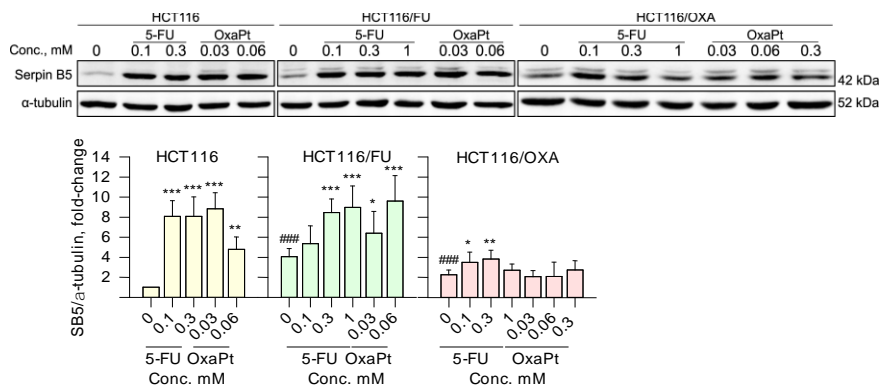 HCT116 HCT116/FU HCT116/OXA
5-FU OxaPt 5-FU OxaPt 5-FU OxaPt
Conc., mM 0 0.1 0.3 0.03 0.06 0 0.1 0.3 1 0.03 0.06 0 0.1 0.3 1 0.03 0.06 0.3
Serpin B5 42 kDa
α-tubulin 52 kDa
SB5/α-tubulin, fold-change
14 HCT116 HCT116/FU HCT116/OXA
12
10
8
6
4
2
*** *** *** **
### *** *** * ***
### * **
0 0.1 0.3 0.03 0.06 0 0.1 0.3 1 0.03 0.06 0 0.1 0.3 1 0.03 0.06 0.3
5-FU OxaPt 5-FU OxaPt 5-FU OxaPt
Conc. mM Conc. mM Conc. mM